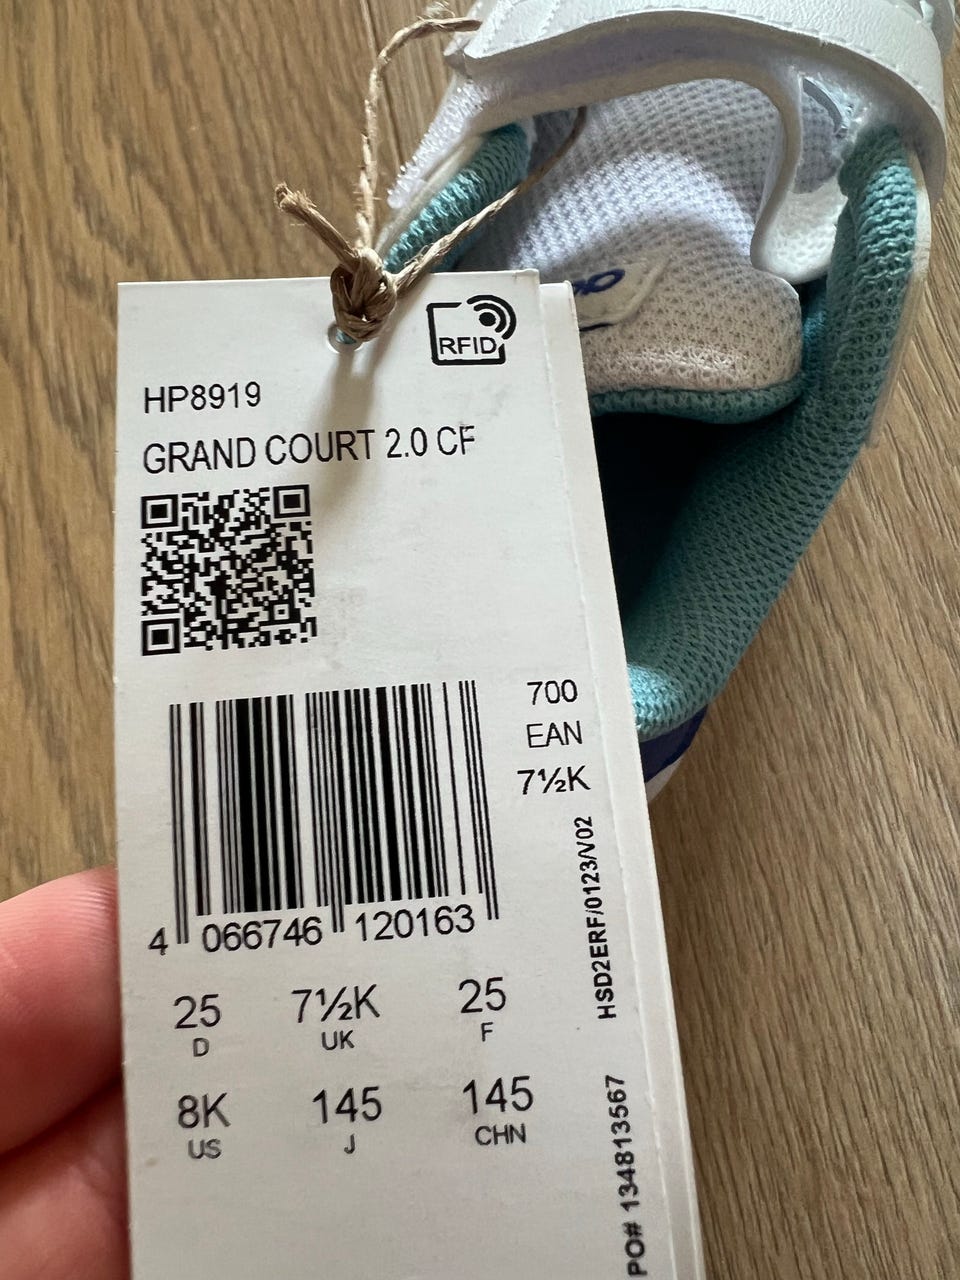 RFID
HP8919
GRAND COURT 2.0 CF
700
EAN
7½K
4 066746 120163
25 7½K 25
D UK F
8K 145 145
US J CHN
HSD2ERF/0123/V02
PO# 134813567